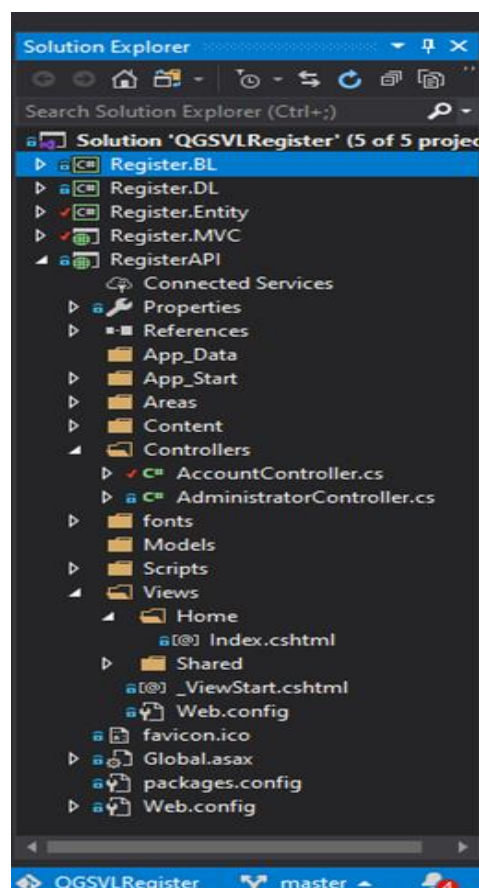 Solution Explorer
Search Solution Explorer (Ctrl+;)
Solution 'QGSVLRegister' (5 of 5 projec
C# Register.BL
C# Register.DL
C# Register.Entity
Register.MVC
RegisterAPI
Connected Services
Properties
References
App_Data
App_Start
Areas
Content
Controllers
C# AccountController.cs
C# AdministratorController.cs
fonts
Models
Scripts
Views
Home
[@] Index.cshtml
Shared
[@] _ViewStart.cshtml
Web.config
favicon.ico
Global.asax
packages.config
Web.config
QGSVLRegister master 4